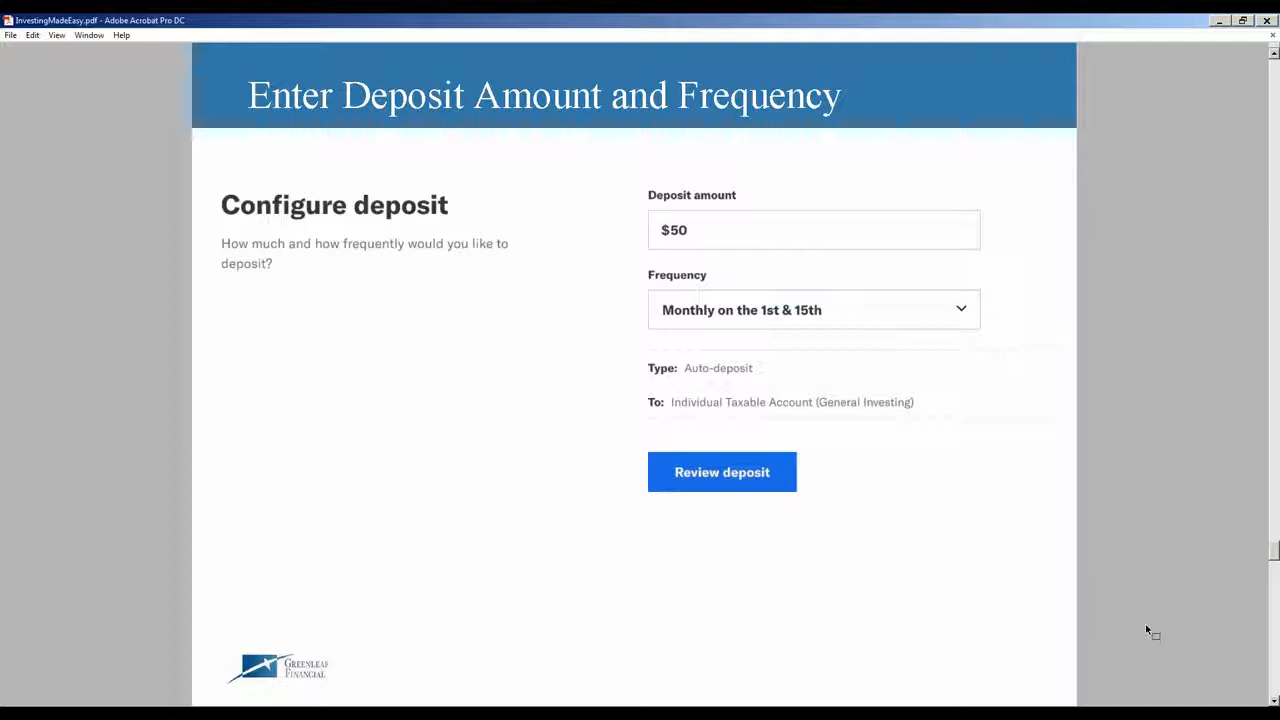 InvestingMadeEasy.pdf - Adobe Acrobat Pro DC
File Edit View Window Help
Enter Deposit Amount and Frequency
Configure deposit
How much and how frequently would you like to
deposit?
Deposit amount
$50
Frequency
Monthly on the 1st & 15th
Type: Auto-deposit
To: Individual Taxable Account (General Investing)
Review deposit
GREENLEAF
FINANCIAL